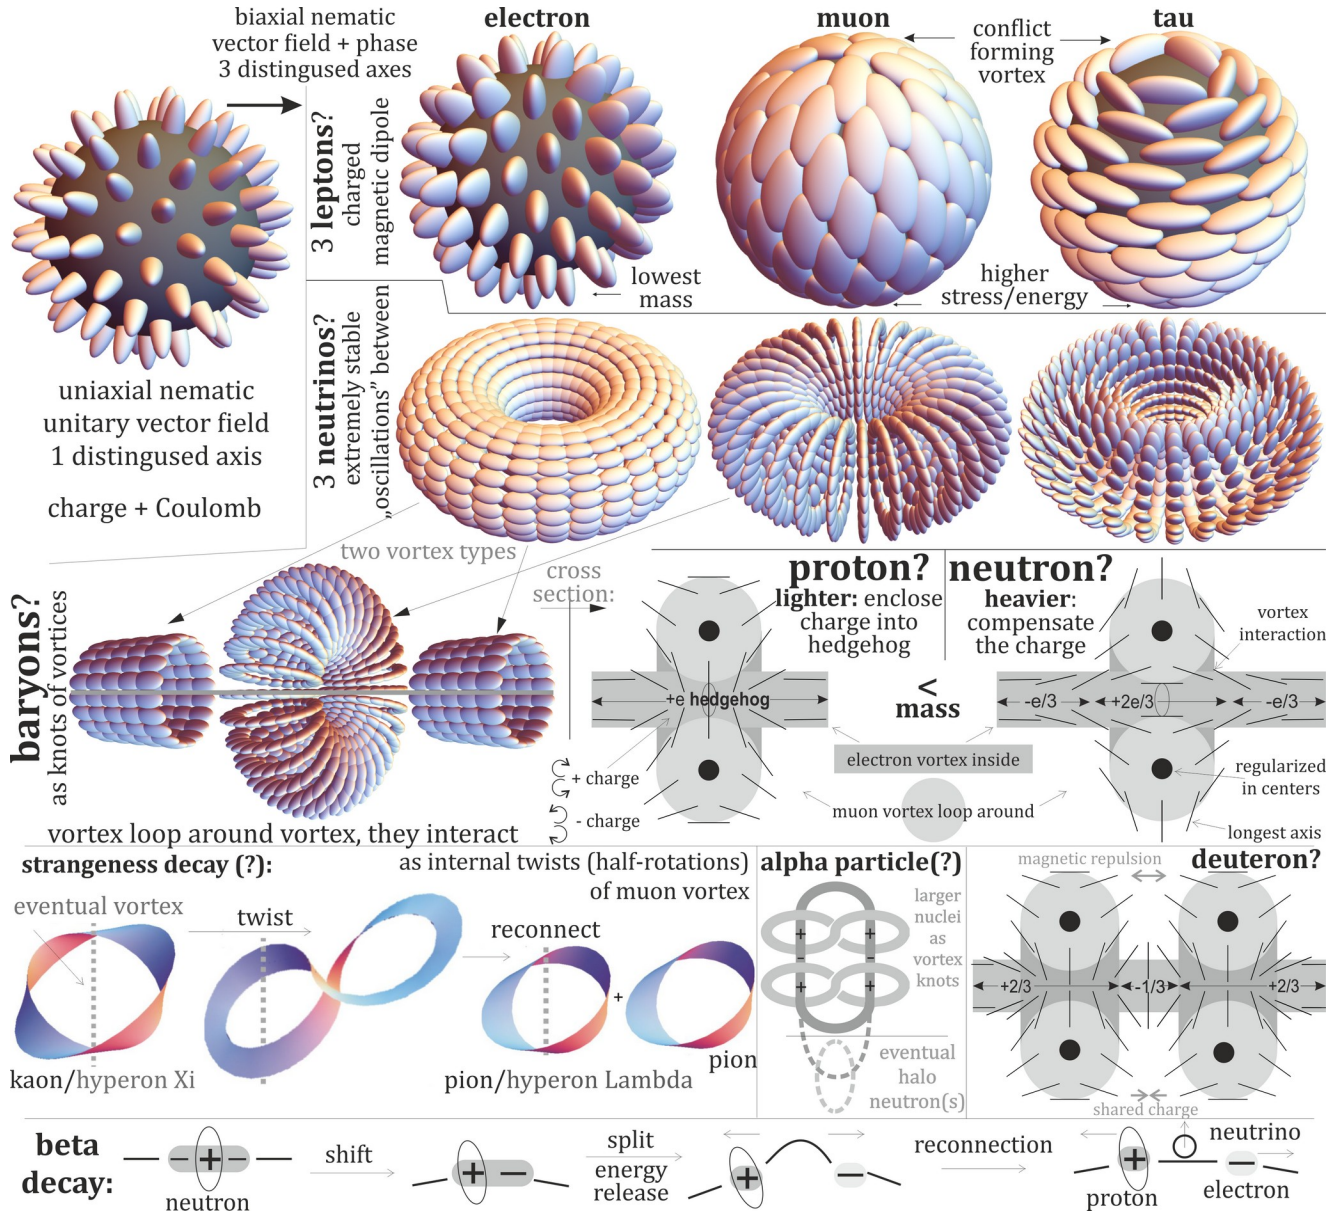 biaxial nematic
vector field + phase
3 distingused axes
electron
muon
tau
conflict
forming
vortex
3 leptons?
charged
magnetic dipole
lowest
mass
higher
stress/energy
uniaxial nematic
unitary vector field
1 distingused axis
charge + Coulomb
3 neutrinos?
extremely stable
„oscillations” between
two vortex types
baryons?
as knots of vortices
vortex loop around vortex, they interact
cross
section:
proton?
lighter: enclose
charge into
hedgehog
neutron?
heavier:
compensate
the charge
vortex
interaction
<
mass
+e hedgehog
-e/3
+2e/3
-e/3
electron vortex inside
+ charge
- charge
muon vortex loop around
regularized
in centers
longest axis
strangeness decay (?):
as internal twists (half-rotations)
of muon vortex
eventual vortex
twist
reconnect
+
kaon/hyperon Xi
pion/hyperon Lambda
pion
alpha particle(?)
larger
nuclei
as
vortex
knots
+ +
- -
+ +
eventual
halo
neutron(s)
deuteron?
magnetic repulsion
+2/3
-1/3
+2/3
shared charge
beta
decay:
− + −
neutron
shift
+ −
split
energy
release
+ −
reconnection
+ −
neutrino
proton
electron